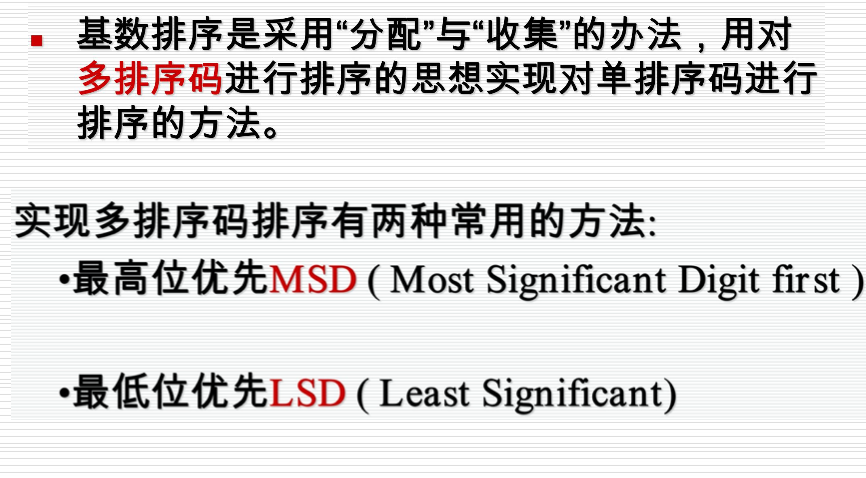 基数排序是采用“分配”与“收集”的办法，用对
多排序码进行排序的思想实现对单排序码进行
排序的方法。
实现多排序码排序有两种常用的方法:
•最高位优先MSD ( Most Significant Digit first )
•最低位优先LSD ( Least Significant)